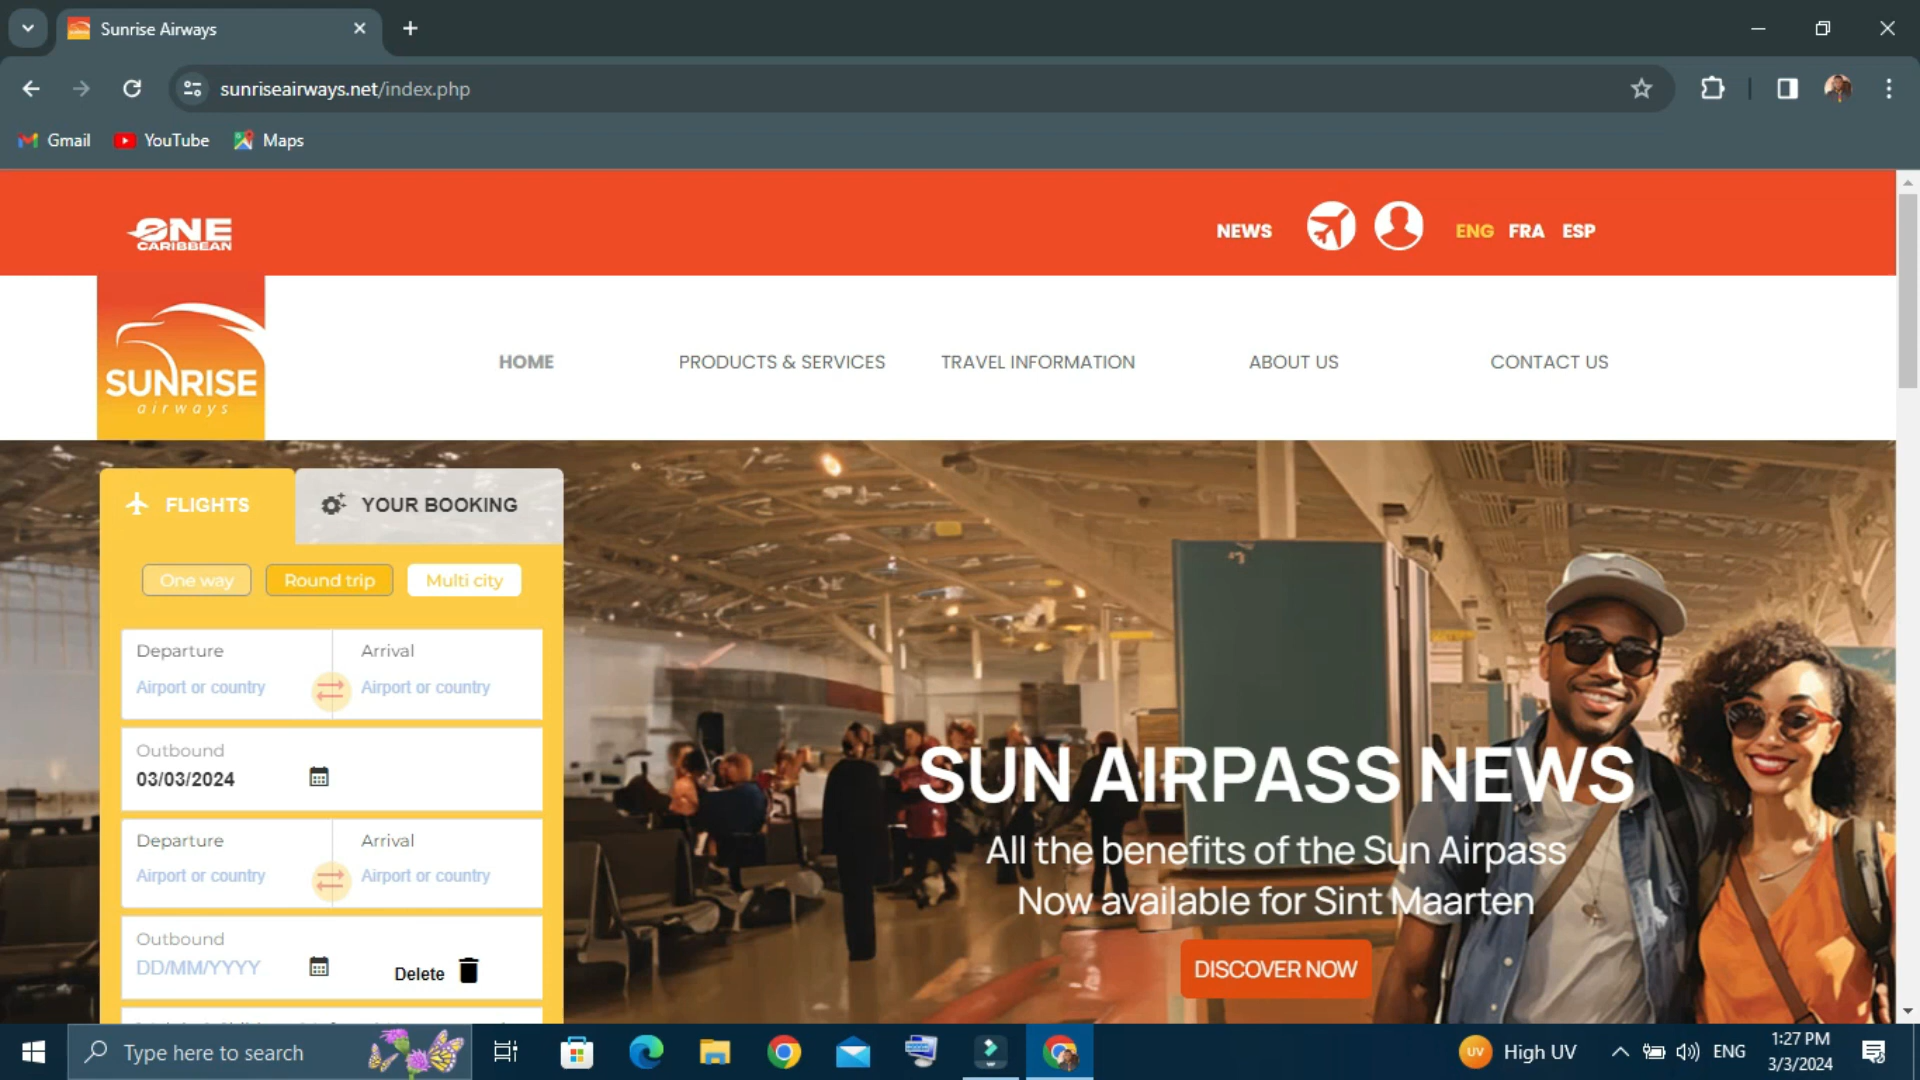 Sunrise Airways
sunriseairways.net/index.php
Gmail YouTube Maps
ONE
CARIBBEAN
NEWS ENG FRA ESP
SUNRISE
airways
HOME PRODUCTS & SERVICES TRAVEL INFORMATION ABOUT US CONTACT US
FLIGHTS YOUR BOOKING
One way Round trip Multi city
Departure Arrival
Airport or country Airport or country
Outbound
03/03/2024
Departure Arrival
Airport or country Airport or country
Outbound
DD/MM/YYYY
Delete
SUN AIRPASS NEWS
All the benefits of the Sun Airpass
Now available for Sint Maarten
DISCOVER NOW
Type here to search
UV High UV ENG
1:27 PM
3/3/2024